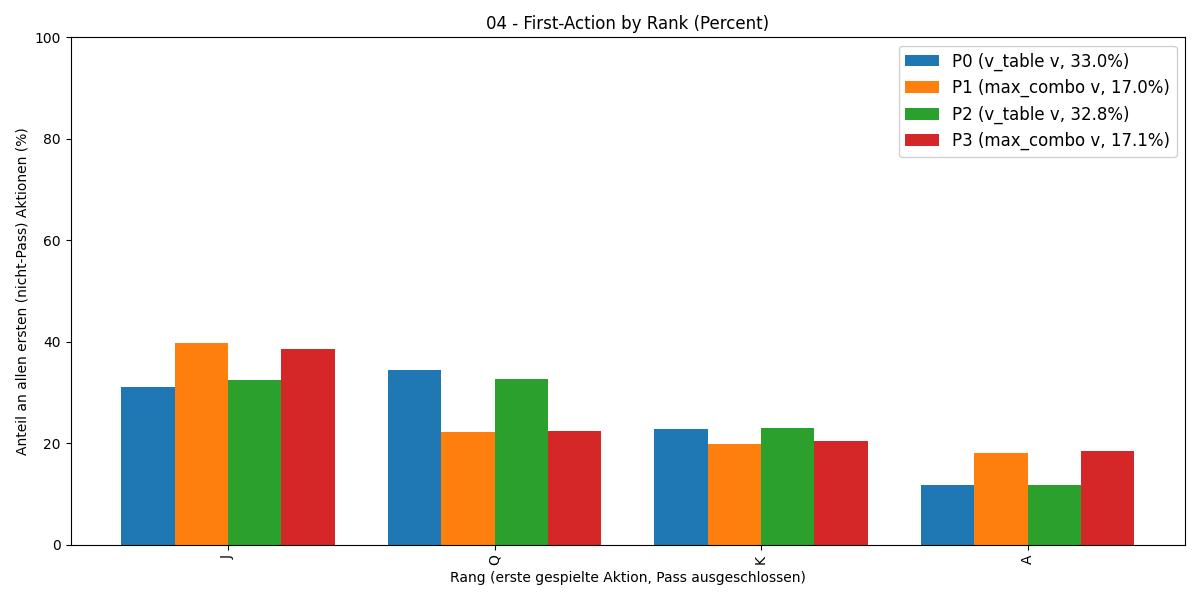 04 - First-Action by Rank (Percent)
100
80
60
40
20
0
Anteil an allen ersten (nicht-Pass) Aktionen (%)
P0 (v_table v, 33.0%)
P1 (max_combo v, 17.0%)
P2 (v_table v, 32.8%)
P3 (max_combo v, 17.1%)
J
Q
K
A
Rang (erste gespielte Aktion, Pass ausgeschlossen)